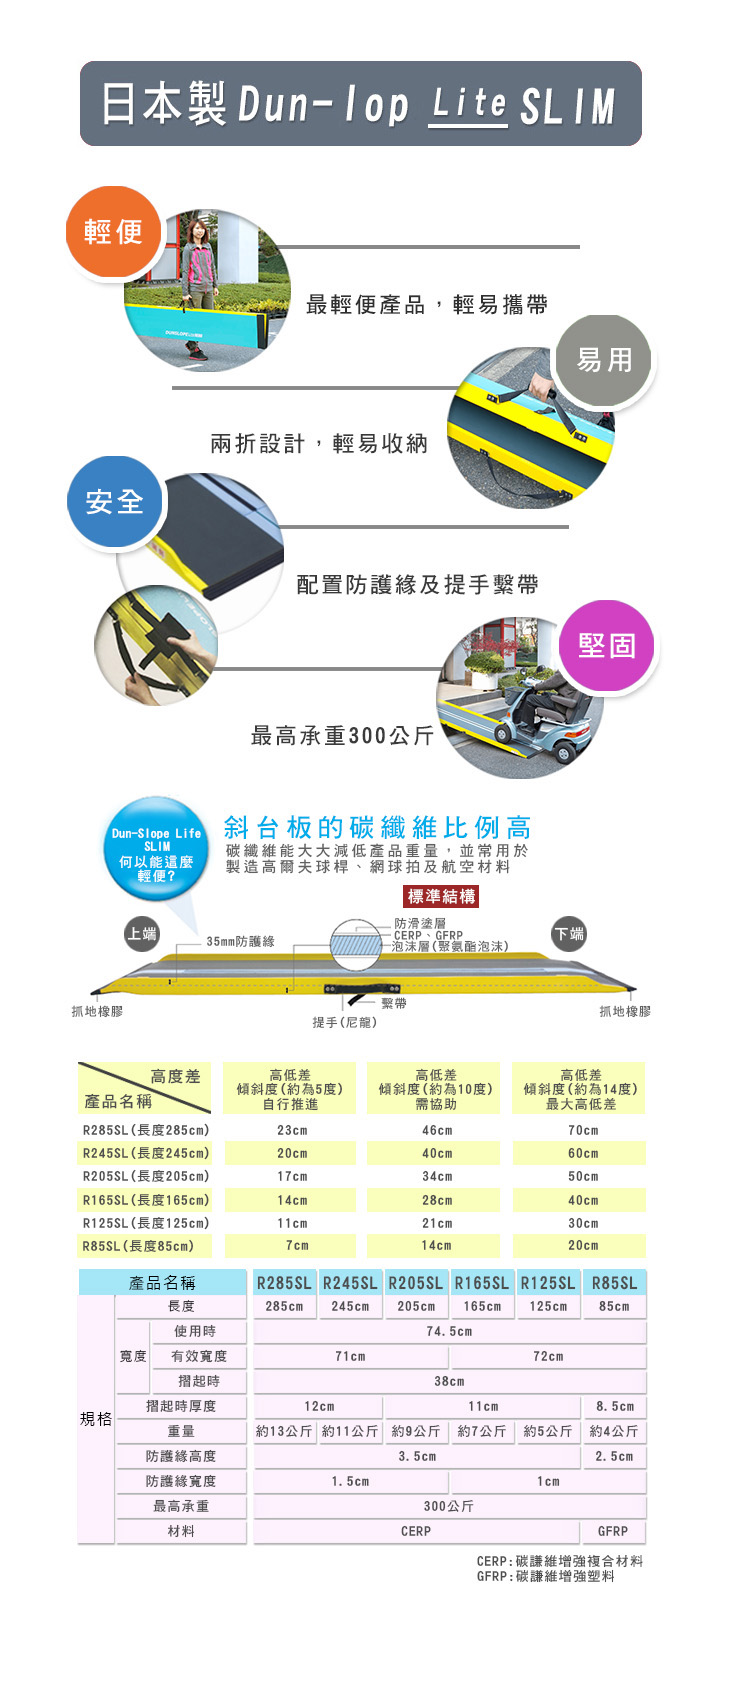 日本製 Dun-lop Lite SLIM
輕便
DUNSLOPE
最輕便產品，輕易攜帶
易用
兩折設計，輕易收納
安全
配置防護緣及提手繫帶
堅固
最高承重300公斤
Dun-Slope Life
SLIM
何以能這麼
輕便?
斜台板的碳纖維比例高
碳纖維能大大減低產品重量，並常用於
製造高爾夫球桿、網球拍及航空材料
標準結構
上端
35mm防護緣
防滑塗層
CERP、GFRP
泡沫層(聚氨酯泡沫)
下端
抓地橡膠
提手(尼龍)
繫帶
抓地橡膠
高度差
產品名稱
高低差 傾斜度(約為5度) 自行推進
高低差 傾斜度(約為10度) 需協助
高低差 傾斜度(約為14度) 最大高低差
R285SL(長度285cm) 23cm 46cm 70cm
R245SL(長度245cm) 20cm 40cm 60cm
R205SL(長度205cm) 17cm 34cm 50cm
R165SL(長度165cm) 14cm 28cm 40cm
R125SL(長度125cm) 11cm 21cm 30cm
R85SL(長度85cm) 7cm 14cm 20cm
產品名稱 R285SL R245SL R205SL R165SL R125SL R85SL
規格
長度 285cm 245cm 205cm 165cm 125cm 85cm
寬度
使用時 74.5cm
有效寬度 71cm 72cm
摺起時 38cm
摺起時厚度 12cm 11cm 8.5cm
重量 約13公斤 約11公斤 約9公斤 約7公斤 約5公斤 約4公斤
防護緣高度 3.5cm 2.5cm
防護緣寬度 1.5cm 1cm
最高承重 300公斤
材料 CERP GFRP
CERP:碳謙維增強複合材料
GFRP:碳謙維增強塑料